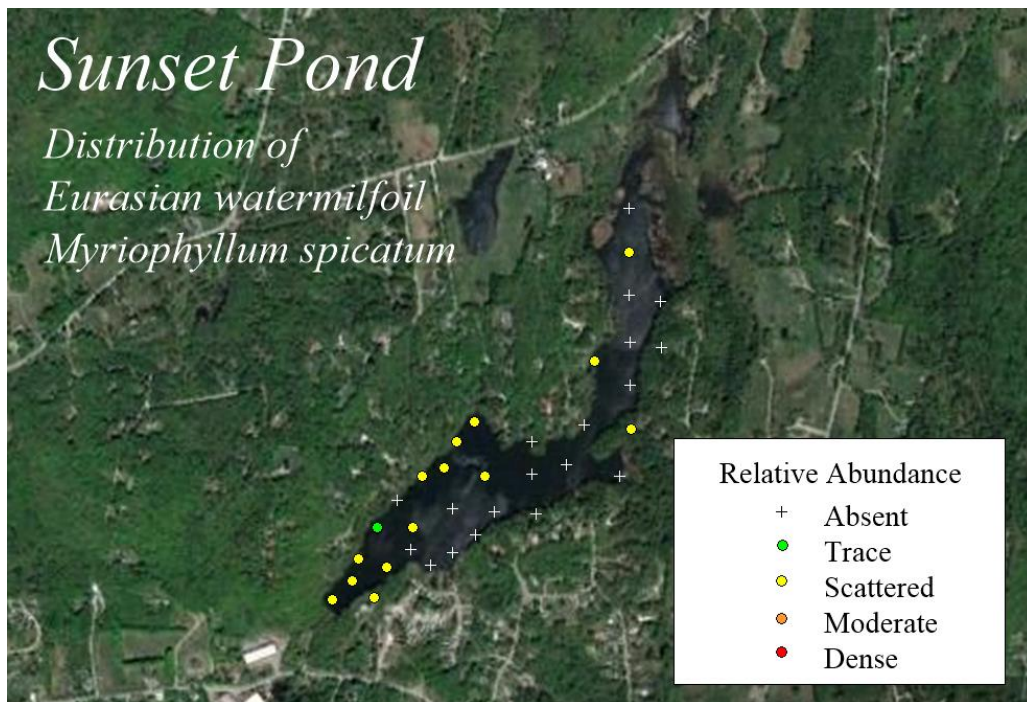 Sunset Pond
Distribution of
Eurasian watermilfoil
Myriophyllum spicatum
Relative Abundance
Absent
Trace
Scattered
Moderate
Dense